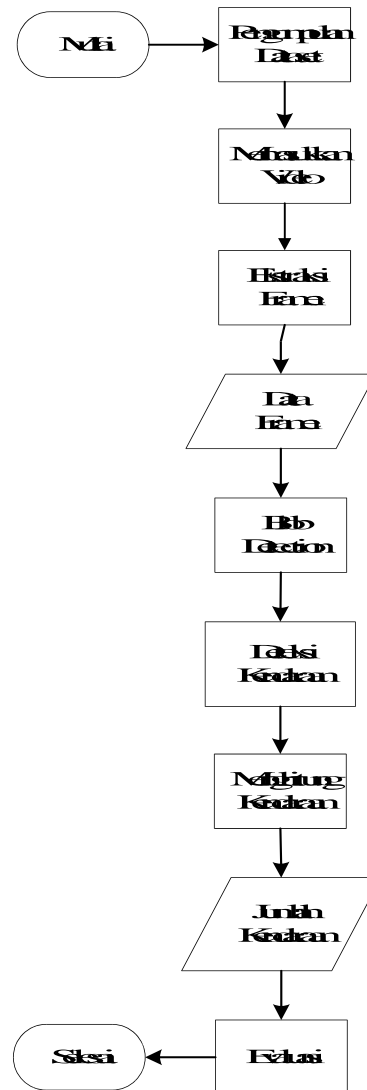 Mulai
Pengumpulan
Dataset
Memasukkan
Video
Ekstraksi
Frame
Data
Frame
Blob
Detection
Deteksi
Kendaraan
Menghitung
Kendaraan
Jumlah
Kendaraan
Evaluasi
Selesai